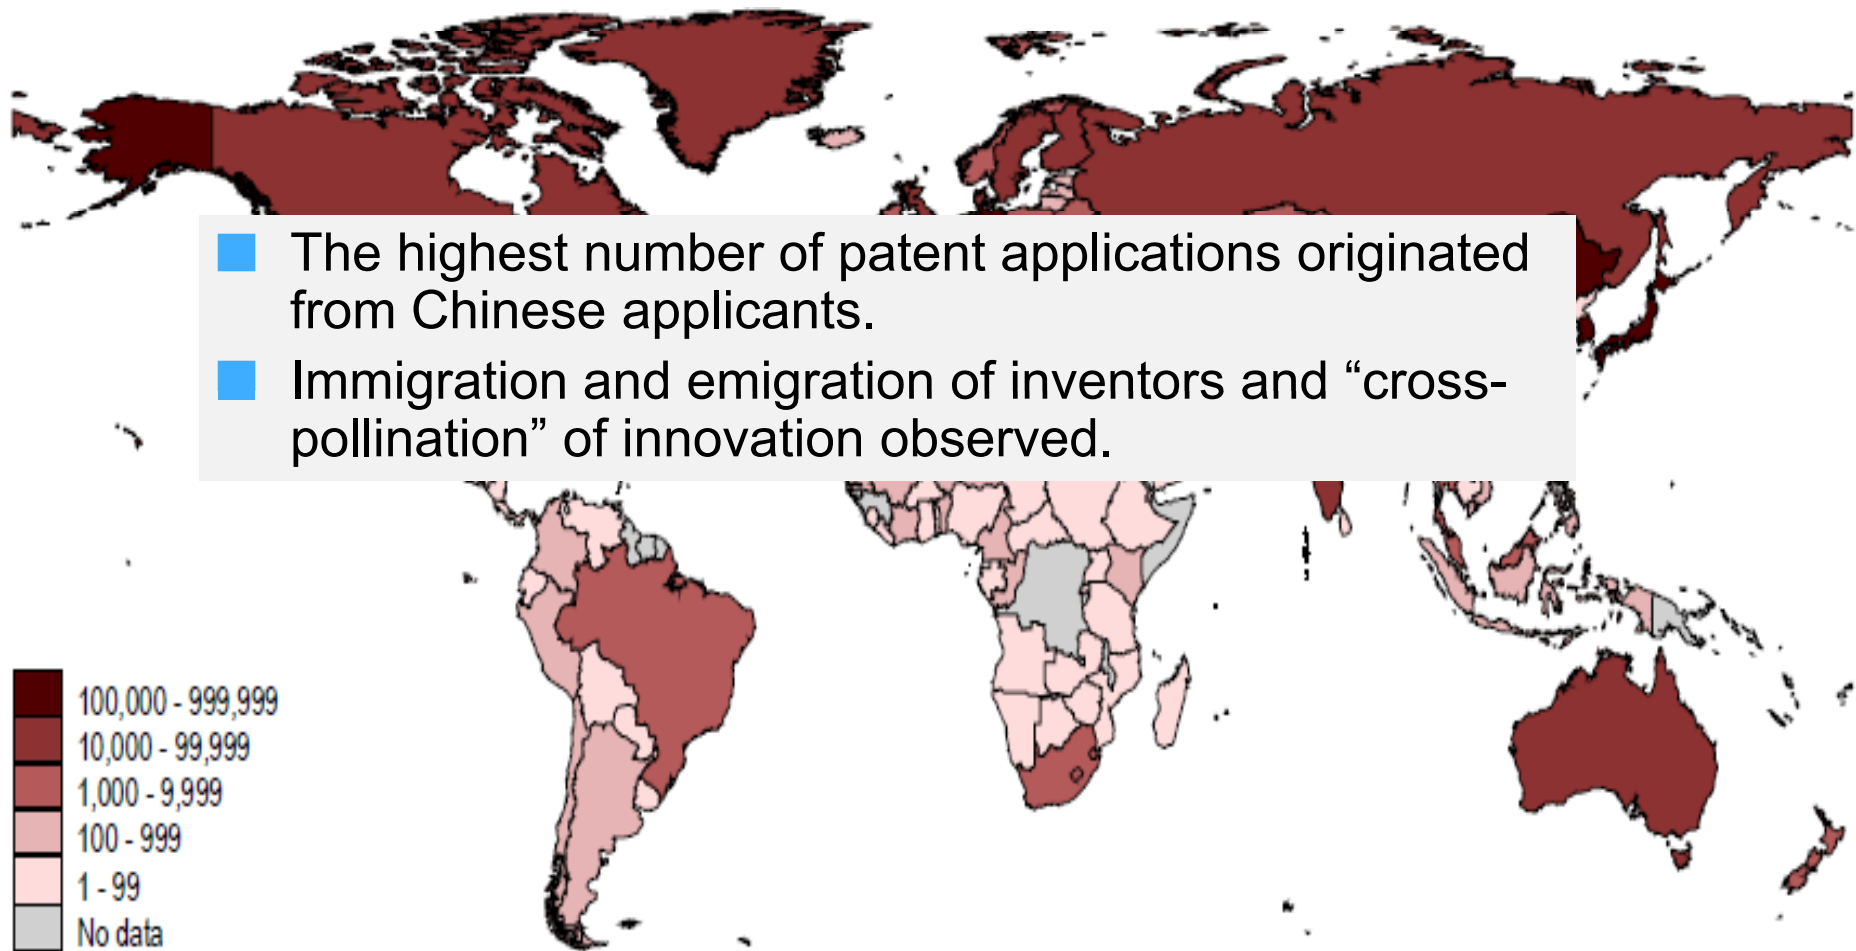 The highest number of patent applications originated
from Chinese applicants.
Immigration and emigration of inventors and “cross-
pollination” of innovation observed.
100,000 - 999,999
10,000 - 99,999
1,000 - 9,999
100 - 999
1 - 99
No data